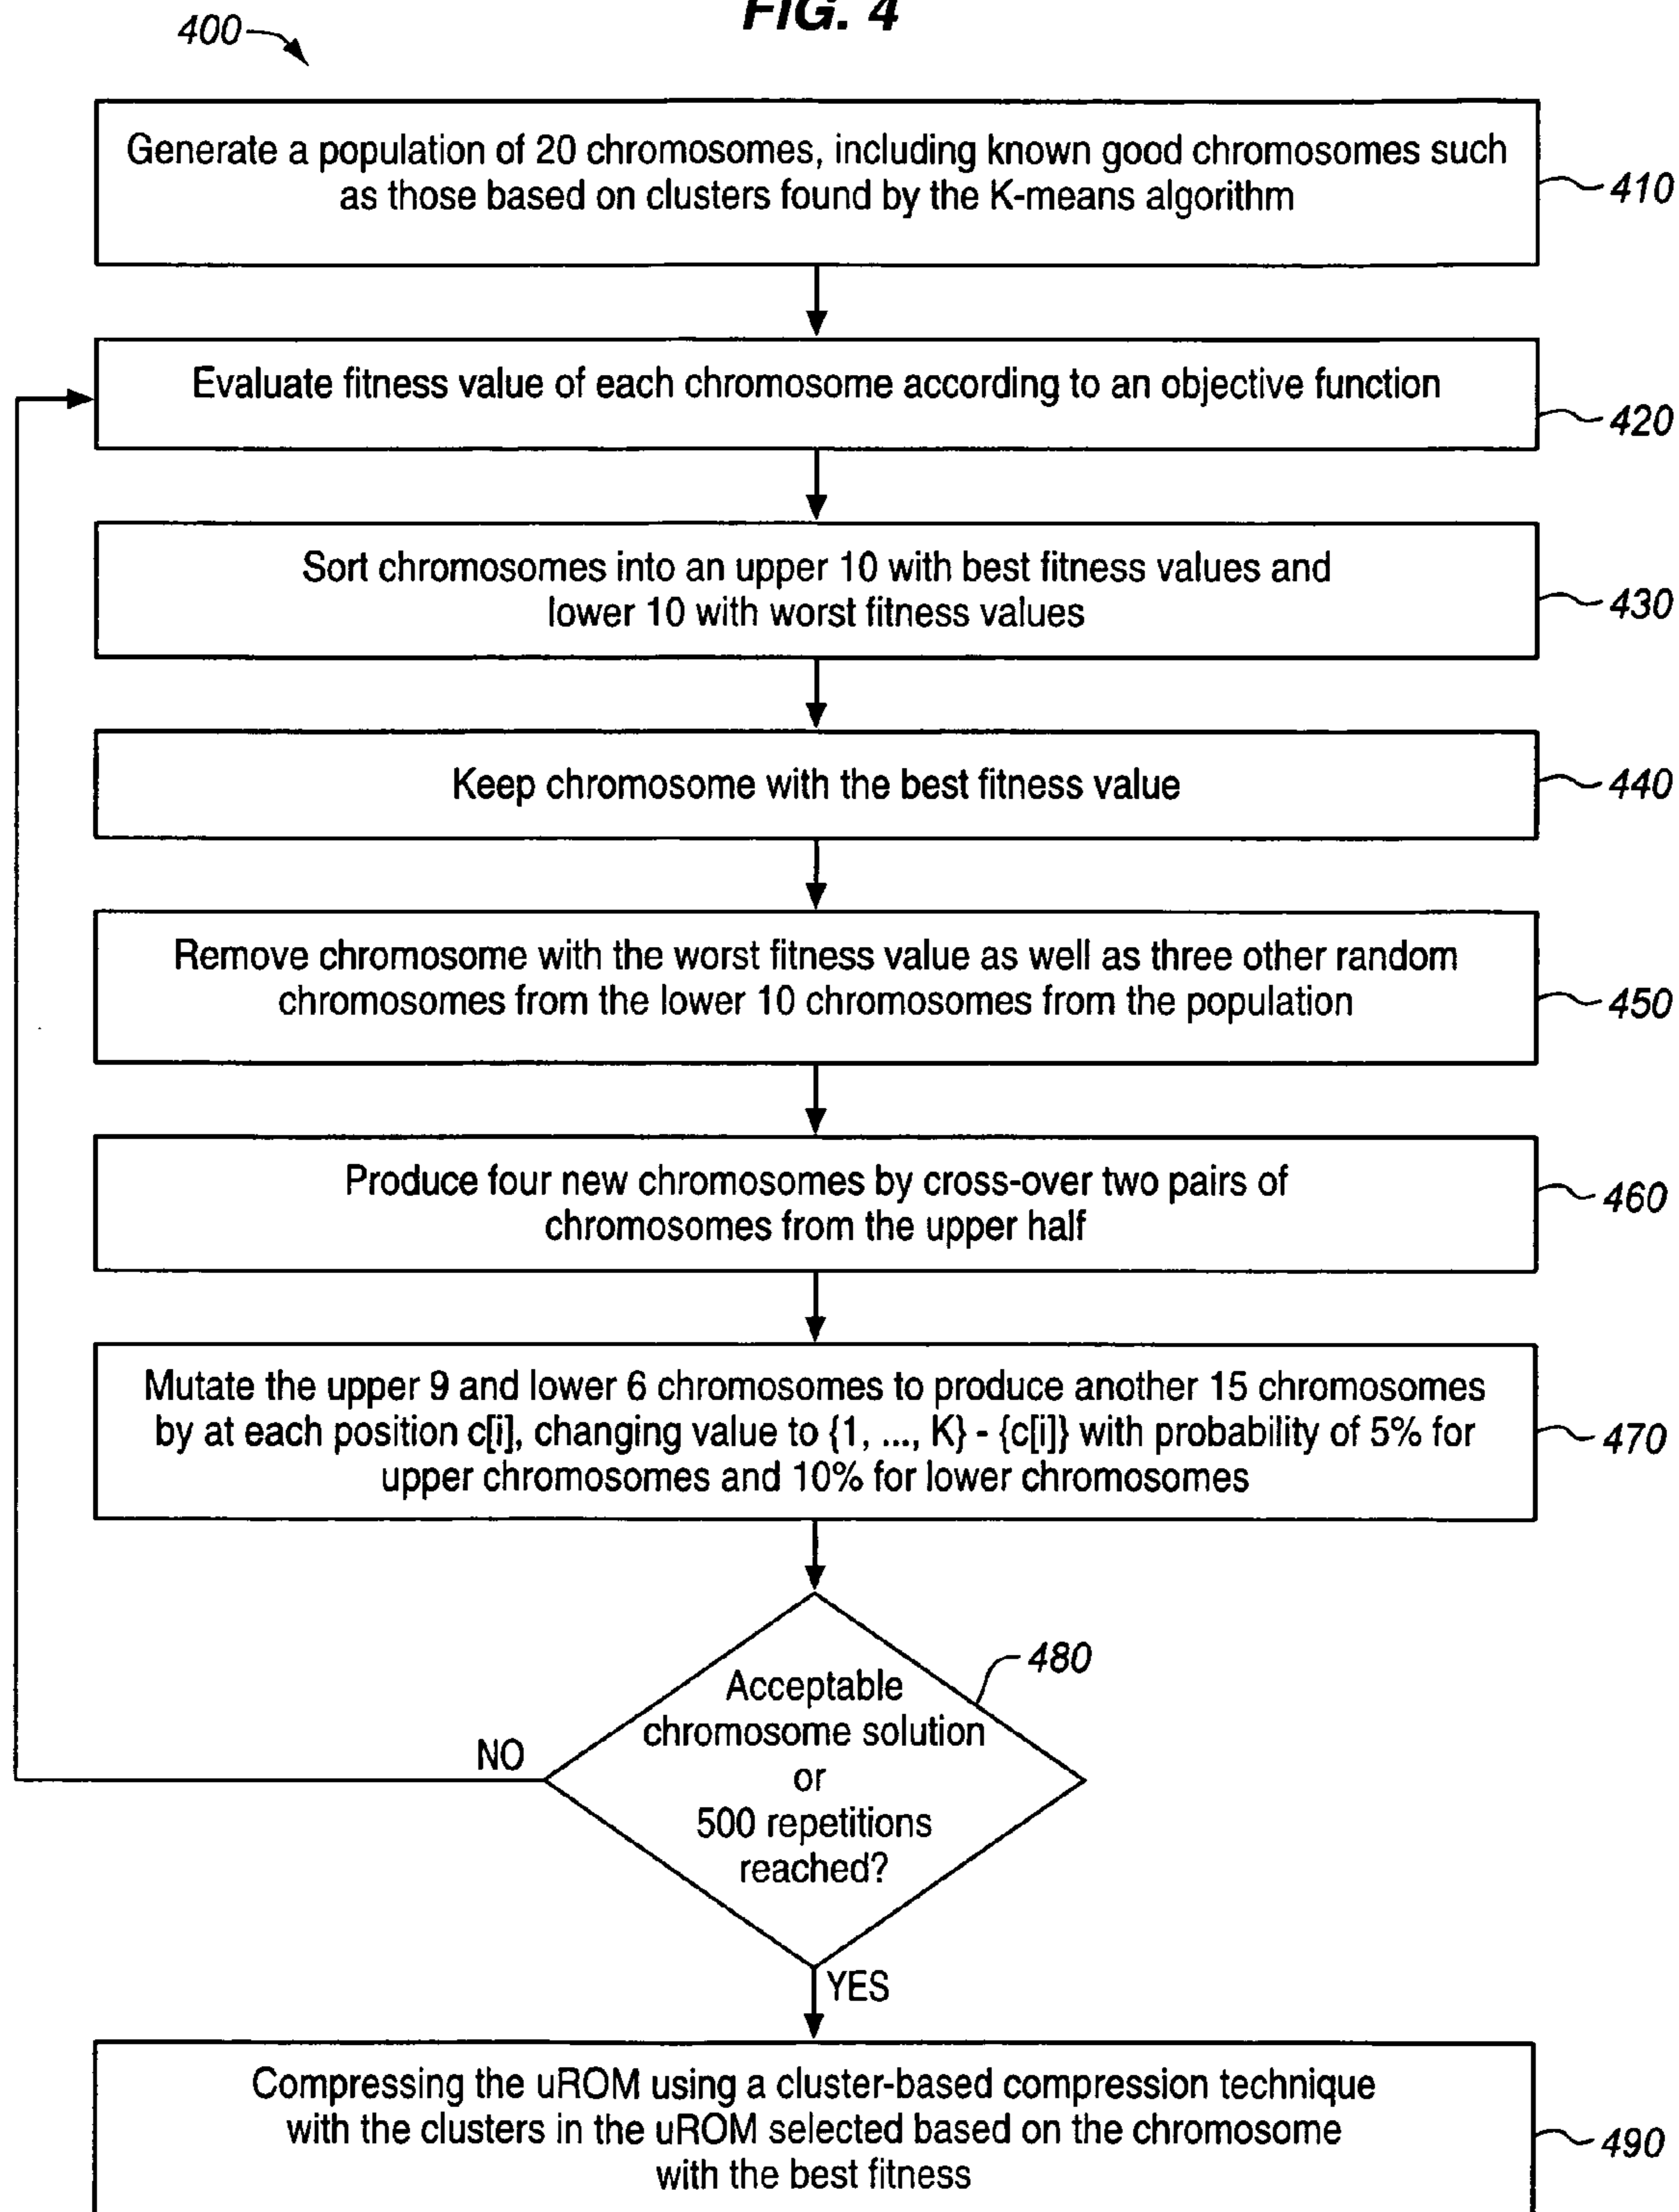 FIG. 4
400
Generate a population of 20 chromosomes, including known good chromosomes such
as those based on clusters found by the K-means algorithm
410
Evaluate fitness value of each chromosome according to an objective function
420
Sort chromosomes into an upper 10 with best fitness values and
lower 10 with worst fitness values
430
Keep chromosome with the best fitness value
440
Remove chromosome with the worst fitness value as well as three other random
chromosomes from the lower 10 chromosomes from the population
450
Produce four new chromosomes by cross-over two pairs of
chromosomes from the upper half
460
Mutate the upper 9 and lower 6 chromosomes to produce another 15 chromosomes
by at each position c[i], changing value to {1, ..., K} - {c[i]} with probability of 5% for
upper chromosomes and 10% for lower chromosomes
470
480
Acceptable
chromosome solution
or
500 repetitions
reached?
NO
YES
Compressing the uROM using a cluster-based compression technique
with the clusters in the uROM selected based on the chromosome
with the best fitness
490